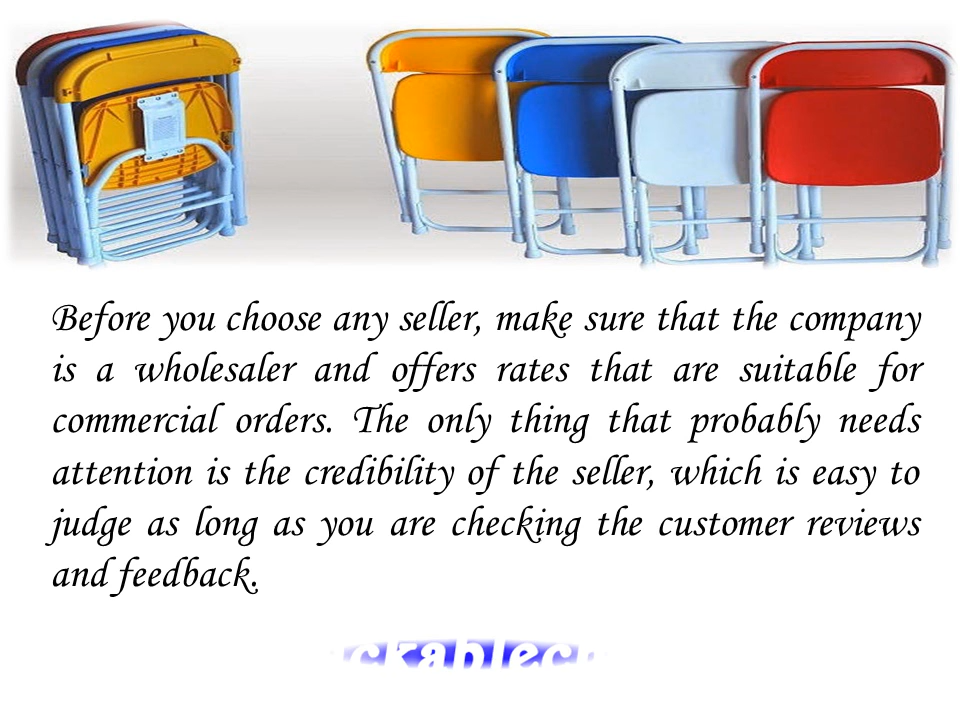 Before you choose any seller, make sure that the company
is a wholesaler and offers rates that are suitable for
commercial orders. The only thing that probably needs
attention is the credibility of the seller, which is easy to
judge as long as you are checking the customer reviews
and feedback.